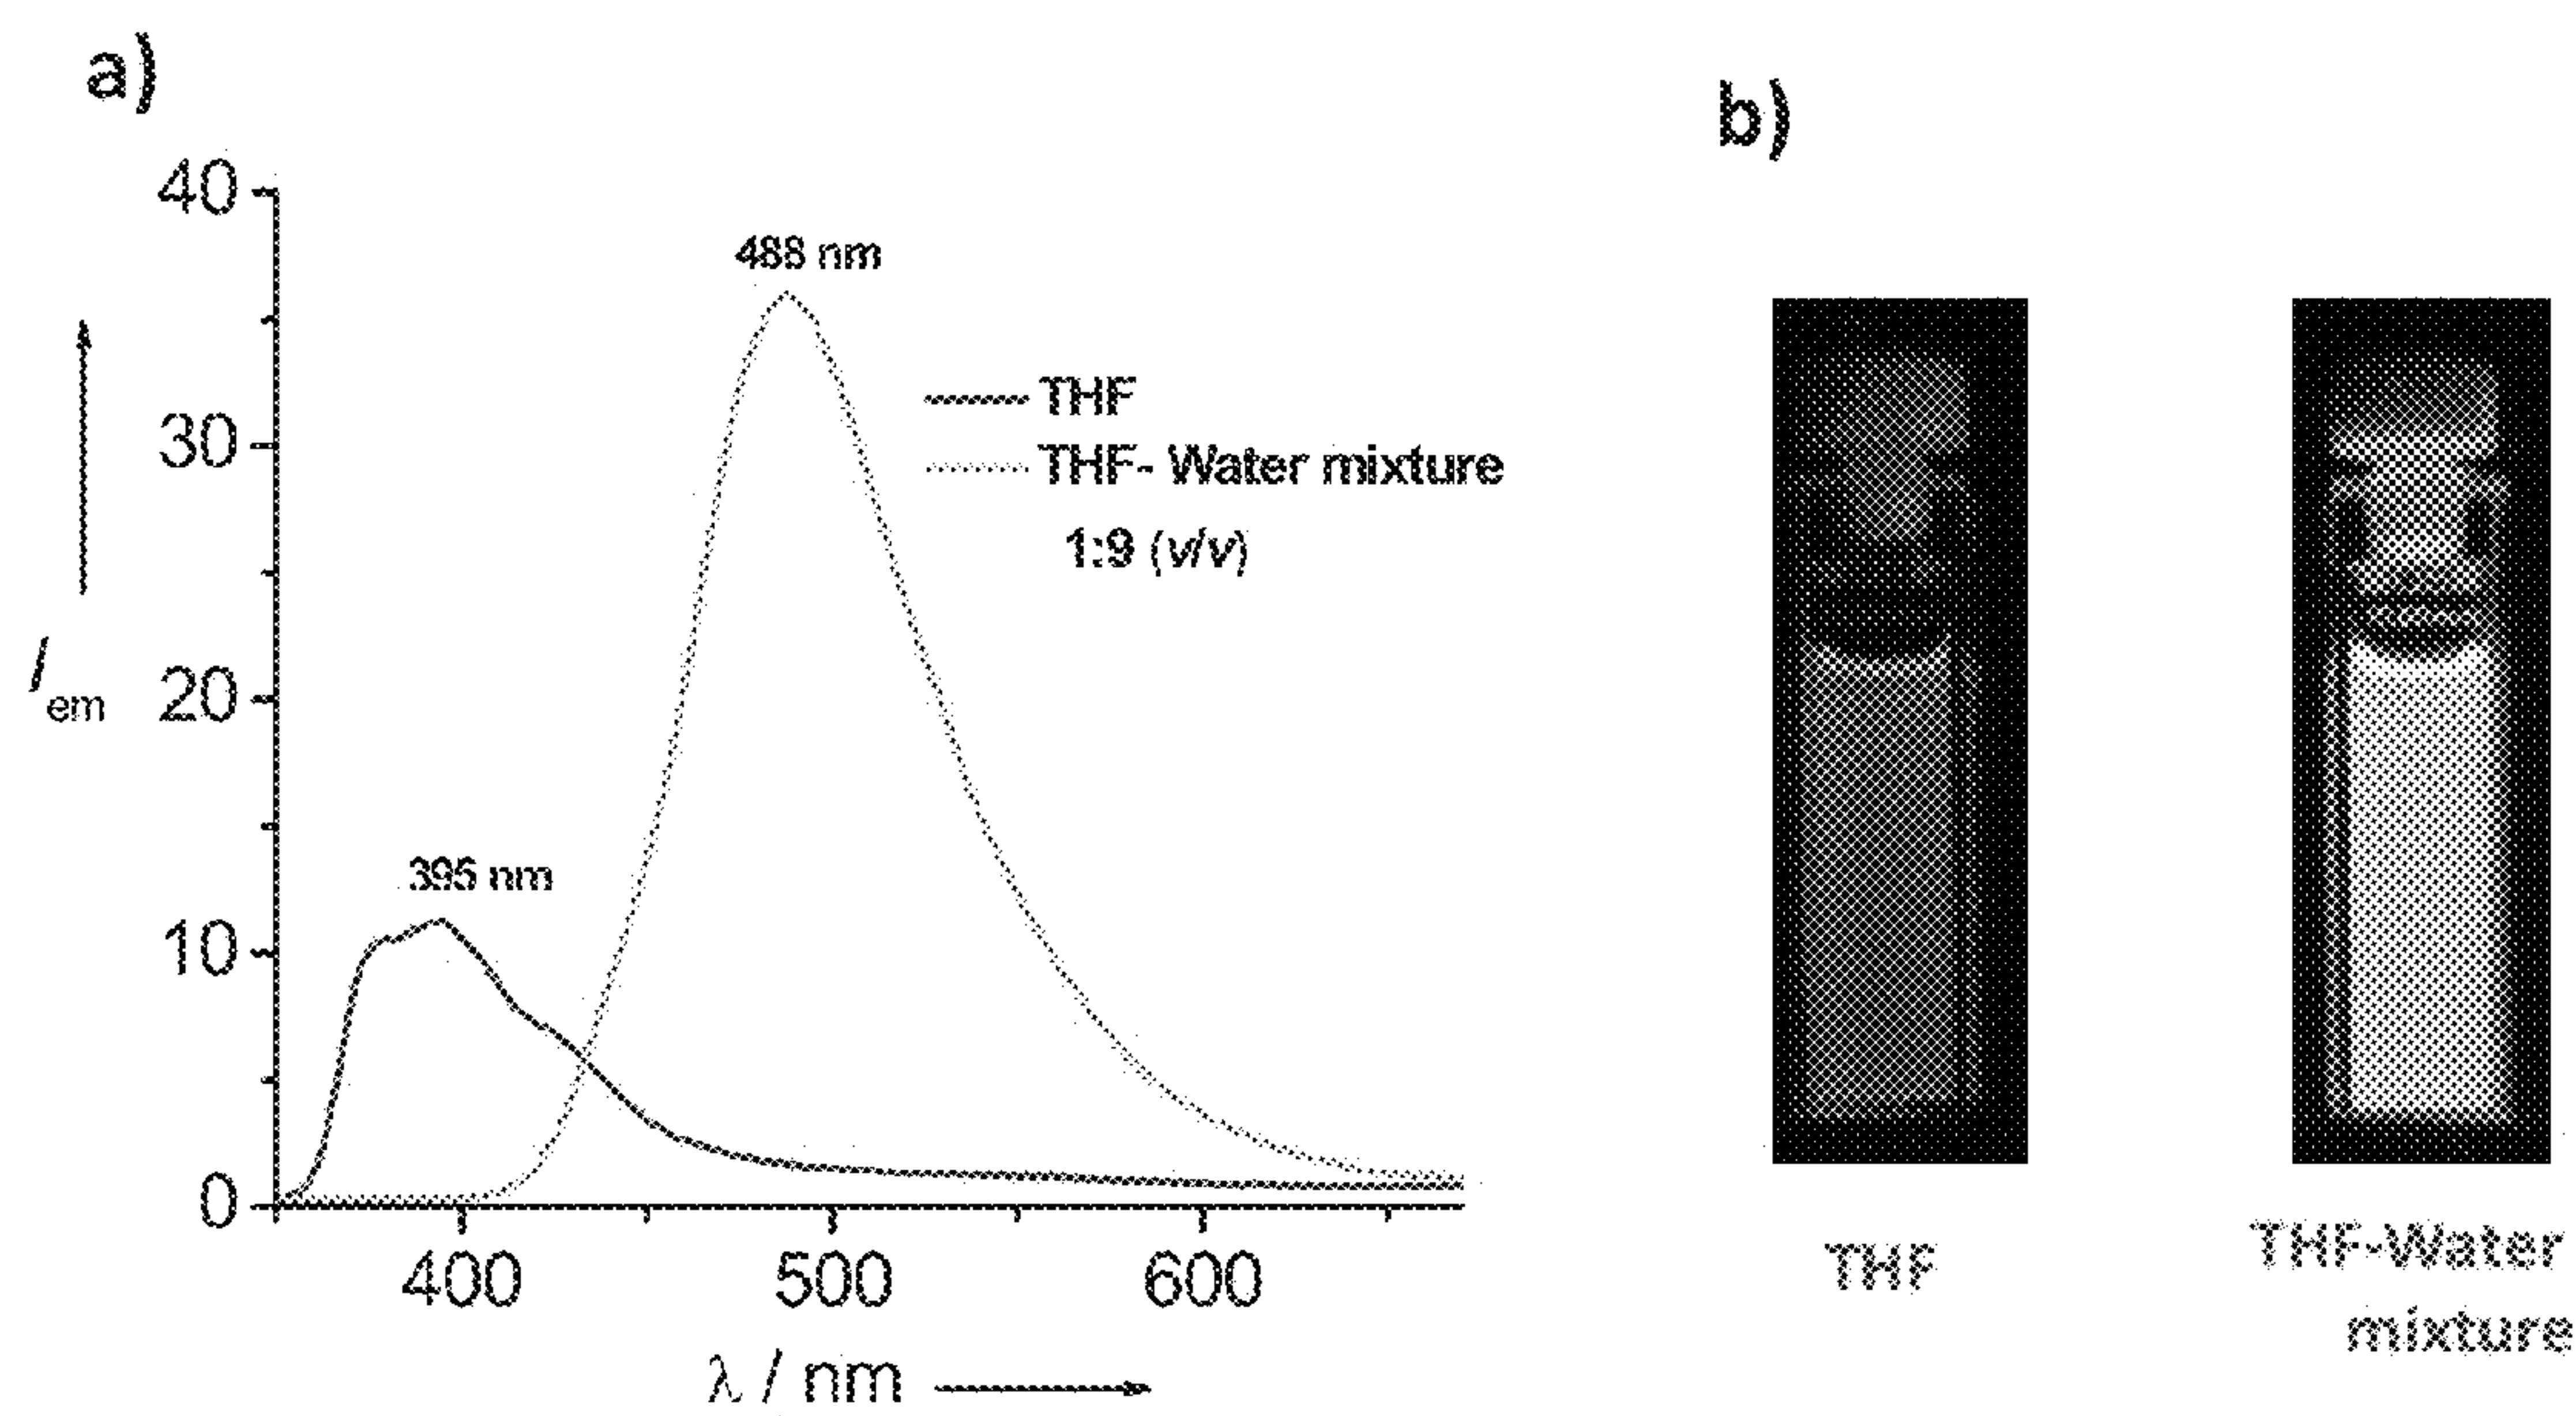 a)
b)
40
30
20
10
0
488 nm
395 nm
THF
THF- Water mixture
1:9 (v/v)
I em
400
500
600
λ / nm
THF
THF-Water
mixture